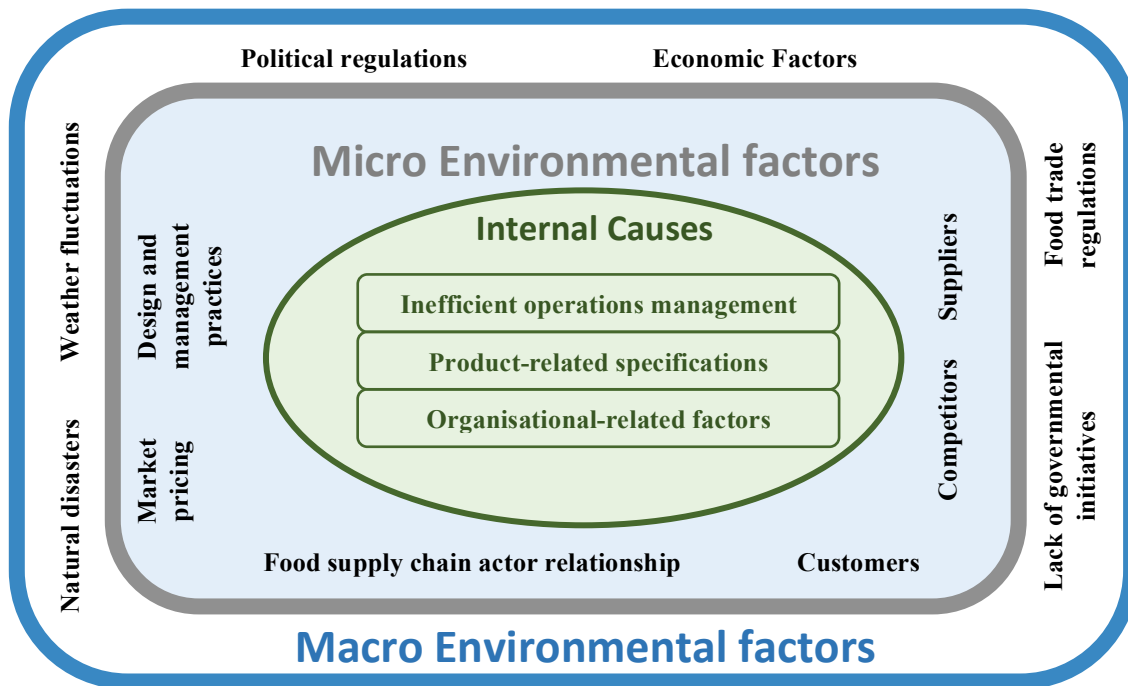 Political regulations
Economic Factors
Weather fluctuations
Natural disasters
Food trade
regulations
Lack of governmental
initiatives
Micro Environmental factors
Design and
management
practices
Market
pricing
Suppliers
Competitors
Internal Causes
Inefficient operations management
Product-related specifications
Organisational-related factors
Food supply chain actor relationship
Customers
Macro Environmental factors